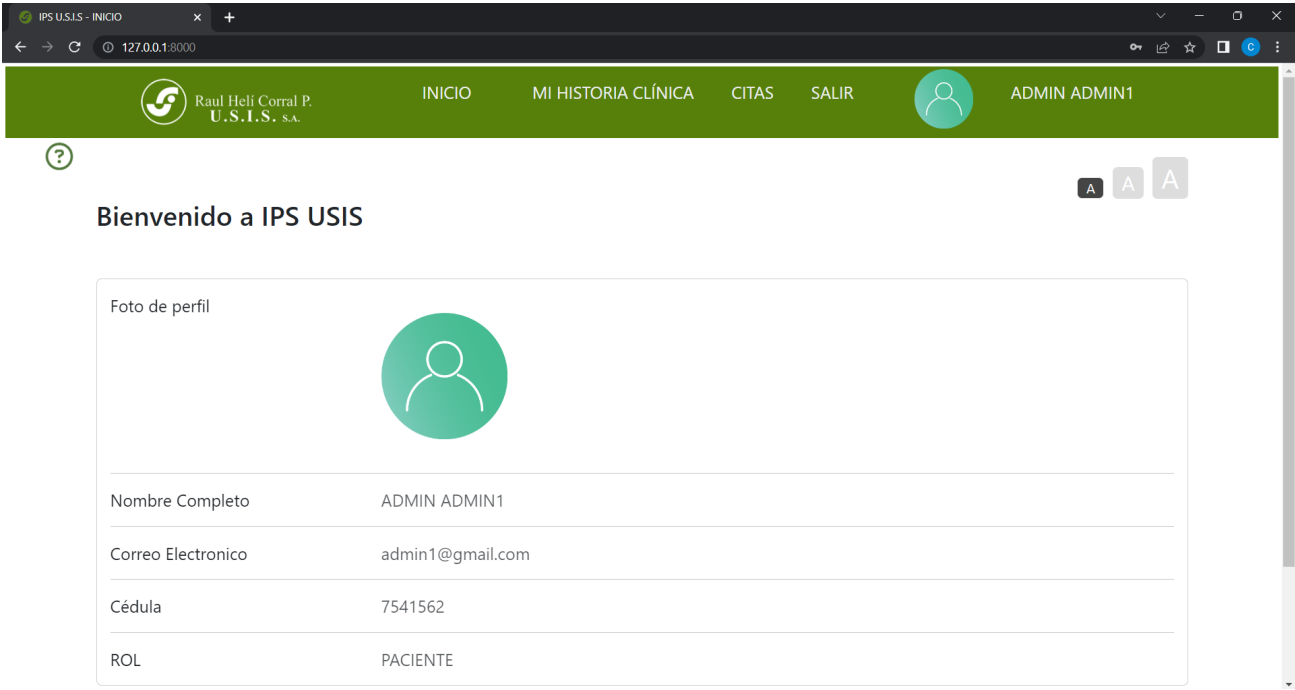 IPS U.S.I.S - INICIO
127.0.0.1:8000
C
Raul Helí Corral P.
U.S.I.S. S.A.
INICIO MI HISTORIA CLÍNICA CITAS SALIR ADMIN ADMIN1
?
A A A
Bienvenido a IPS USIS
Foto de perfil
Nombre Completo ADMIN ADMIN1
Correo Electronico admin1@gmail.com
Cédula 7541562
ROL PACIENTE